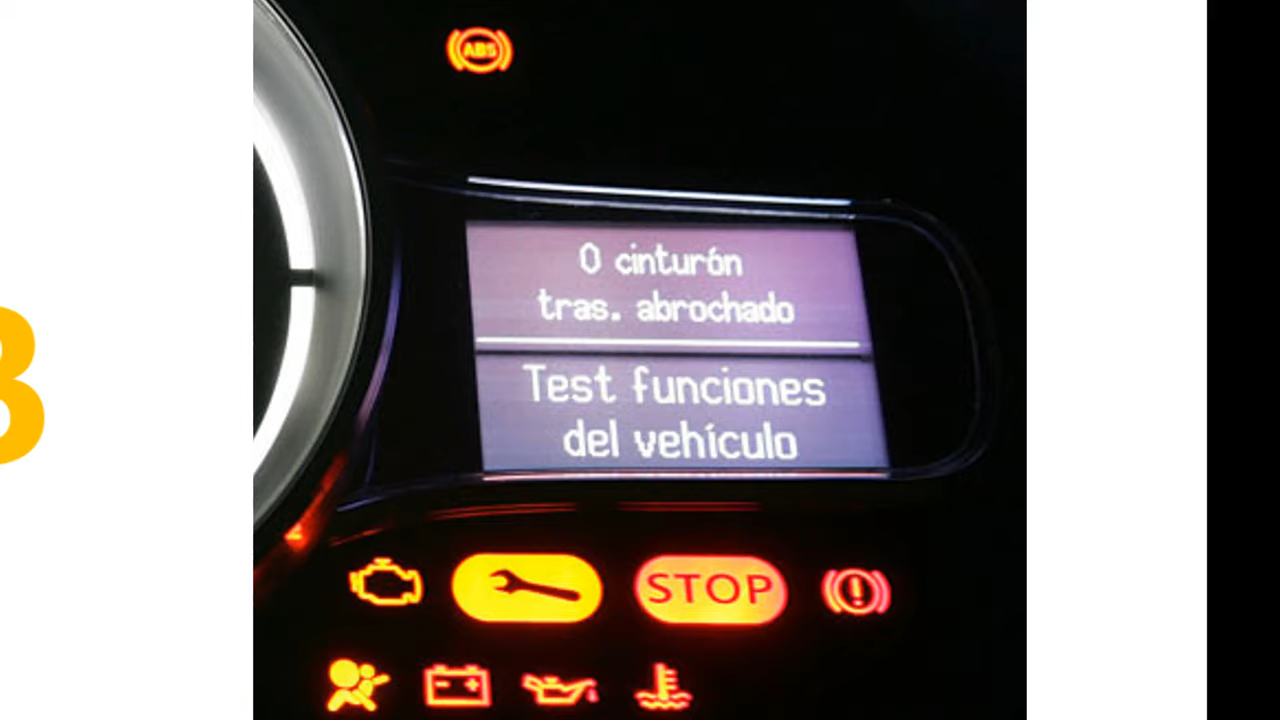 ABS
0 cinturón
tras. abrochado
Test funciones
del vehículo
STOP